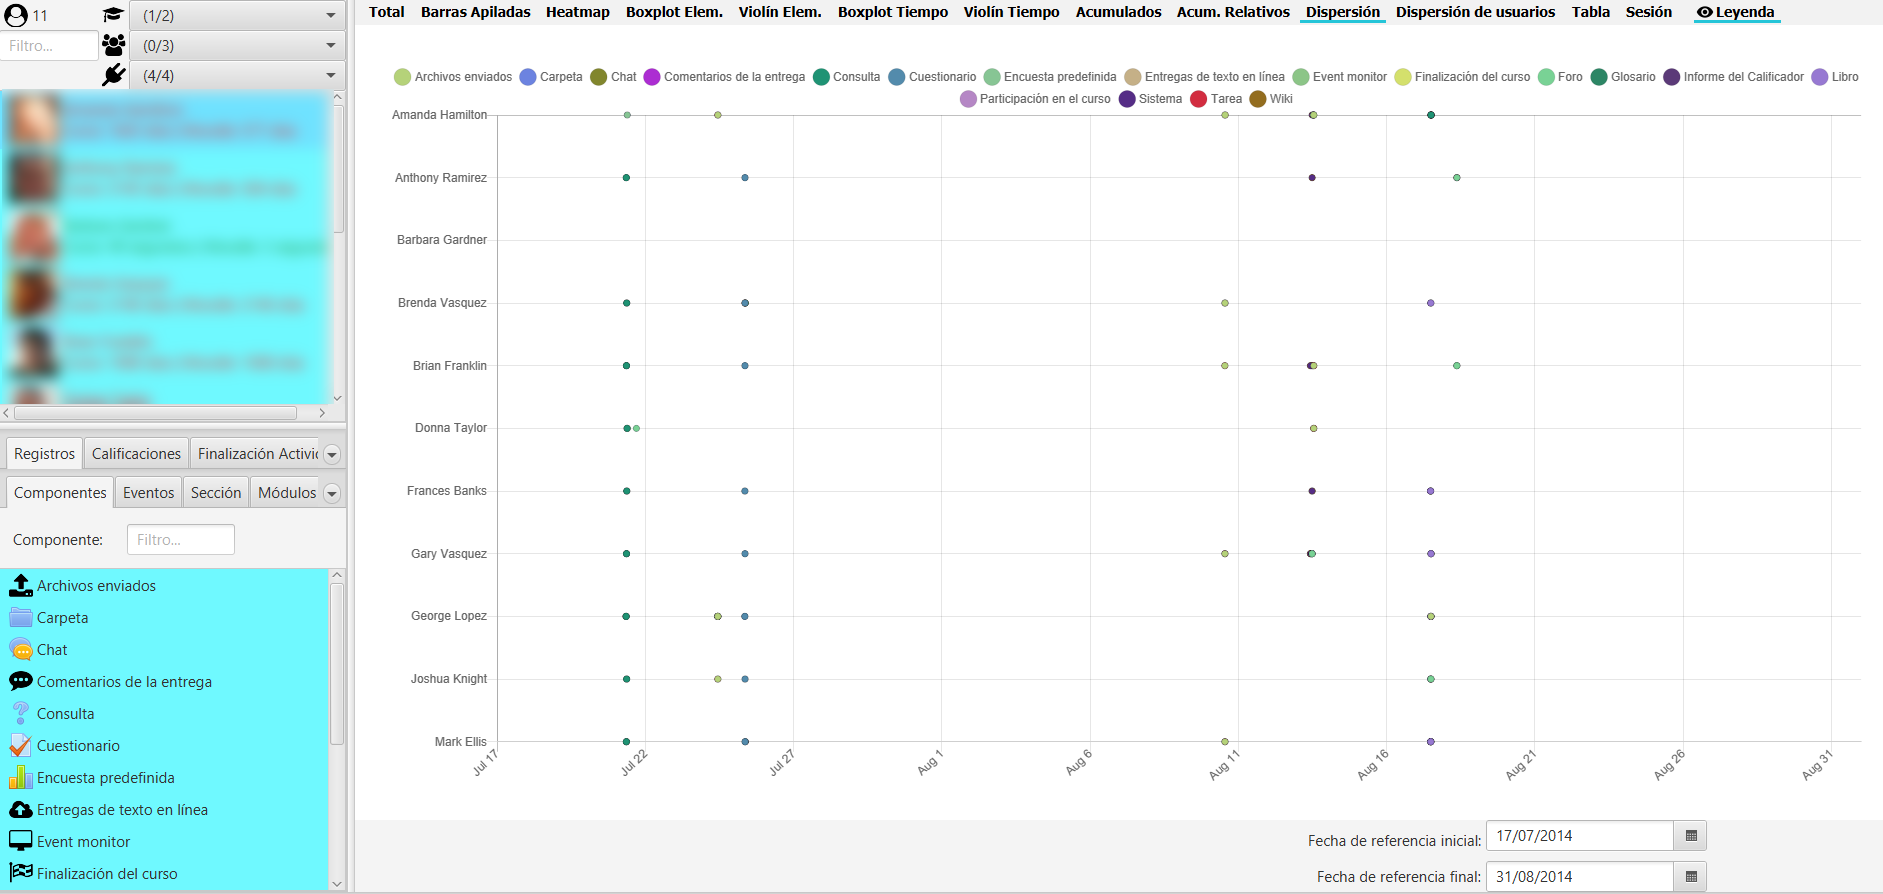 11
(1/2)
Filtro...
(0/3)
(4/4)
Total Barras Apiladas Heatmap Boxplot Elem. Violín Elem. Boxplot Tiempo Violín Tiempo Acumulados Acum. Relativos Dispersión Dispersión de usuarios Tabla Sesión Leyenda
Archivos enviados Carpeta Chat Comentarios de la entrega Consulta Cuestionario Encuesta predefinida Entregas de texto en línea Event monitor Finalización del curso Foro Glosario Informe del Calificador Libro
Participación en el curso Sistema Tarea Wiki
Amanda Hamilton
Anthony Ramirez
Barbara Gardner
Brenda Vasquez
Brian Franklin
Donna Taylor
Frances Banks
Gary Vasquez
George Lopez
Joshua Knight
Mark Ellis
Jul 17 Jul 22 Jul 27 Aug 1 Aug 6 Aug 11 Aug 16 Aug 21 Aug 26 Aug 31
Registros Calificaciones Finalización Activi
Componentes Eventos Sección Módulos
Componente: Filtro...
Archivos enviados
Carpeta
Chat
Comentarios de la entrega
Consulta
Cuestionario
Encuesta predefinida
Entregas de texto en línea
Event monitor
Finalización del curso
Fecha de referencia inicial: 17/07/2014
Fecha de referencia final: 31/08/2014